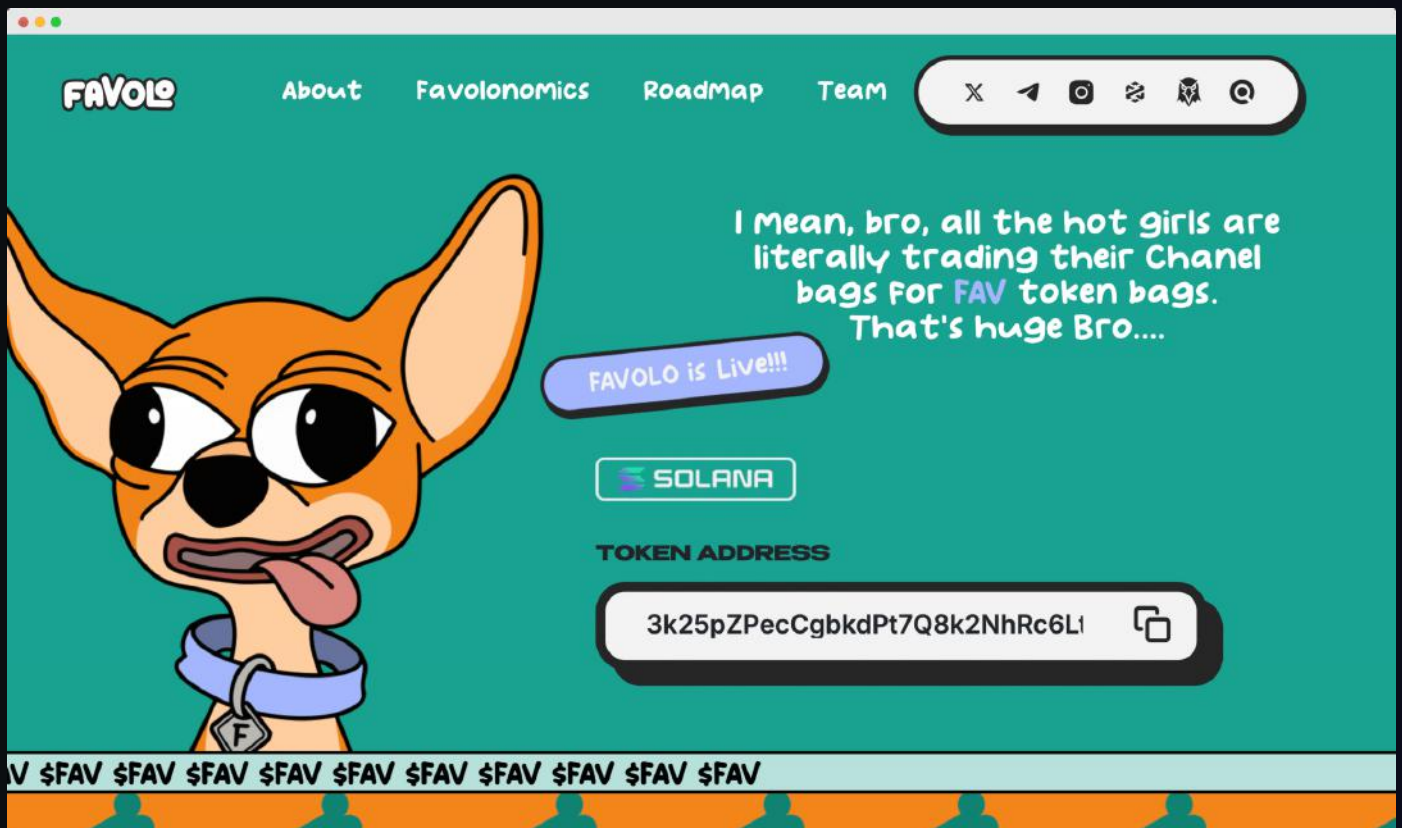 FAVOLO
About Favolonomics Roadmap Team
I mean, bro, all the hot girls are
literally trading their Chanel
bags for FAV token bags.
That's huge Bro....
FAVOLO is Live!!!
SOLANA
TOKEN ADDRESS
3k25pZPecCgbkdPt7Q8k2NhRc6L
F
$FAV $FAV $FAV $FAV $FAV $FAV $FAV $FAV $FAV $FAV